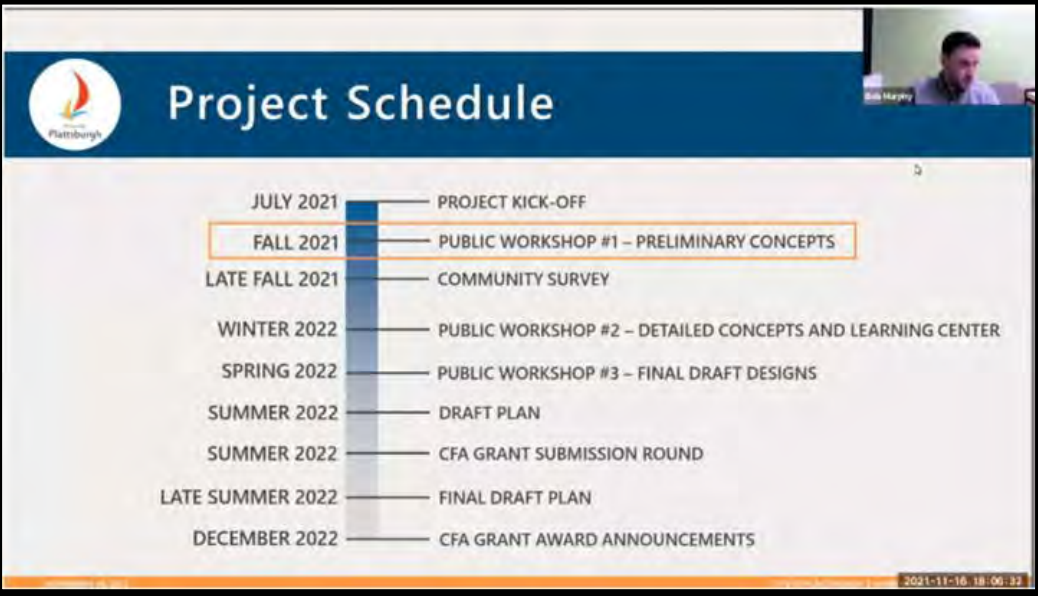 Plattsburgh
Project Schedule
Bob Murphy
JULY 2021 PROJECT KICK-OFF
FALL 2021 PUBLIC WORKSHOP #1 – PRELIMINARY CONCEPTS
LATE FALL 2021 COMMUNITY SURVEY
WINTER 2022 PUBLIC WORKSHOP #2 – DETAILED CONCEPTS AND LEARNING CENTER
SPRING 2022 PUBLIC WORKSHOP #3 – FINAL DRAFT DESIGNS
SUMMER 2022 DRAFT PLAN
SUMMER 2022 CFA GRANT SUBMISSION ROUND
LATE SUMMER 2022 FINAL DRAFT PLAN
DECEMBER 2022 CFA GRANT AWARD ANNOUNCEMENTS
2021-11-16 18:06:32